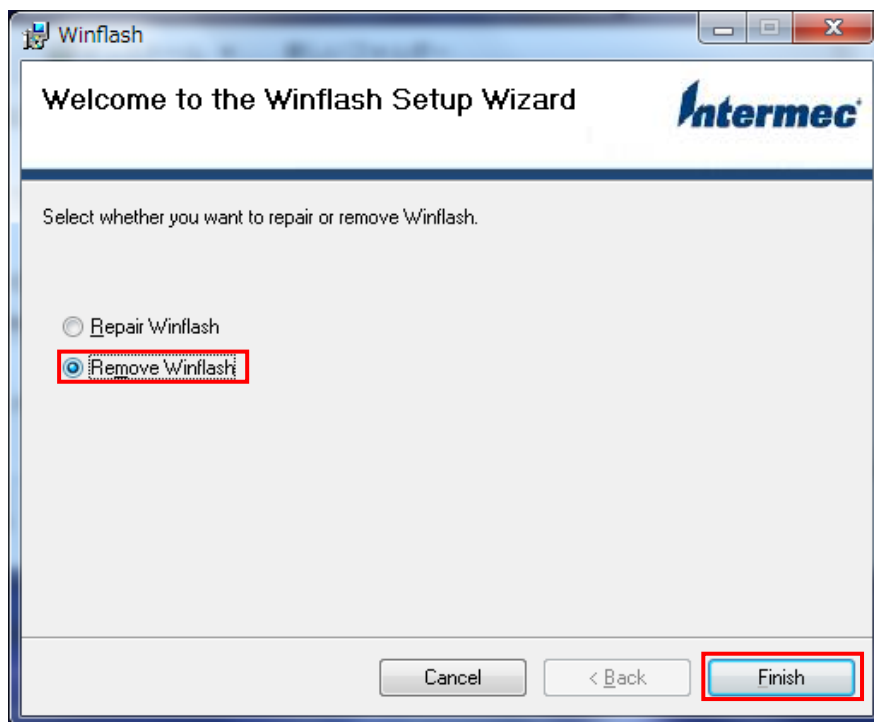 Winflash
Welcome to the Winflash Setup Wizard
Intermec
Select whether you want to repair or remove Winflash.
Repair Winflash
Remove Winflash
Cancel
< Back
Finish